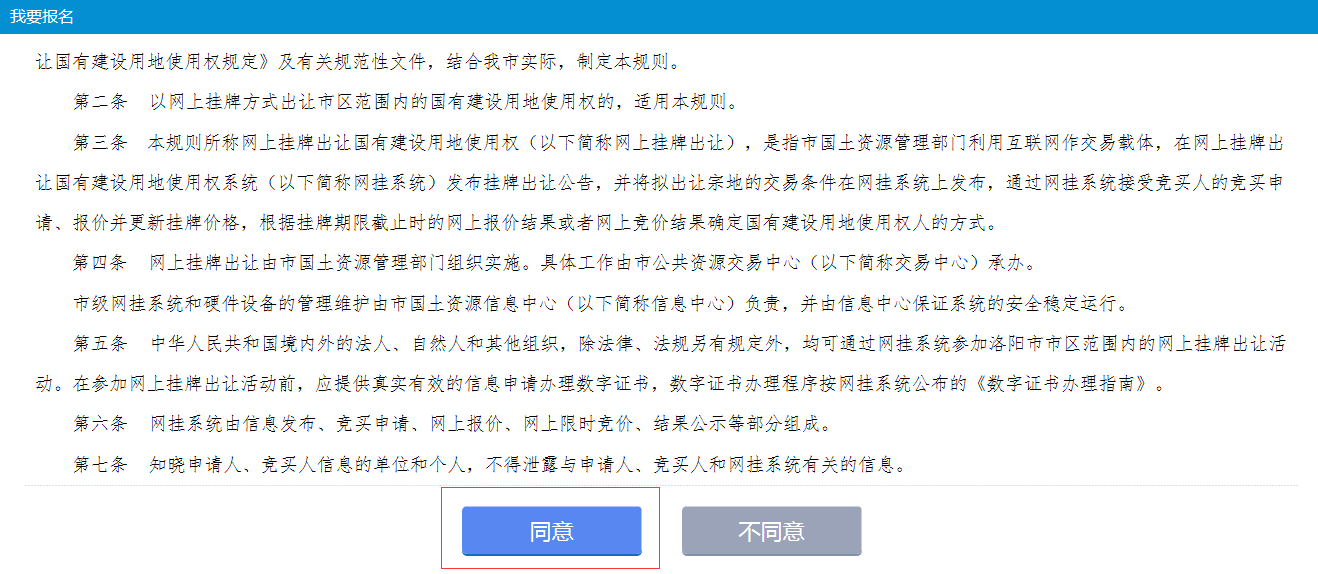 我要报名
让国有建设用地使用权规定》及有关规范性文件，结合我市实际，制定本规则。
第二条　以网上挂牌方式出让市区范围内的国有建设用地使用权的，适用本规则。
第三条　本规则所称网上挂牌出让国有建设用地使用权（以下简称网上挂牌出让），是指市国土资源管理部门利用互联网作交易载体，在网上挂牌出
让国有建设用地使用权系统（以下简称网挂系统）发布挂牌出让公告，并将拟出让宗地的交易条件在网挂系统上发布，通过网挂系统接受竞买人的竞买申
请、报价并更新挂牌价格，根据挂牌期限截止时的网上报价结果或者网上竞价结果确定国有建设用地使用权人的方式。
第四条　网上挂牌出让由市国土资源管理部门组织实施。具体工作由市公共资源交易中心（以下简称交易中心）承办。
市级网挂系统和硬件设备的管理维护由市国土资源信息中心（以下简称信息中心）负责，并由信息中心保证系统的安全稳定运行。
第五条　中华人民共和国境内外的法人、自然人和其他组织，除法律、法规另有规定外，均可通过网挂系统参加洛阳市市区范围内的网上挂牌出让活
动。在参加网上挂牌出让活动前，应提供真实有效的信息申请办理数字证书，数字证书办理程序按网挂系统公布的《数字证书办理指南》。
第六条　网挂系统由信息发布、竞买申请、网上报价、网上限时竞价、结果公示等部分组成。
第七条　知晓申请人、竞买人信息的单位和个人，不得泄露与申请人、竞买人和网挂系统有关的信息。
同意
不同意